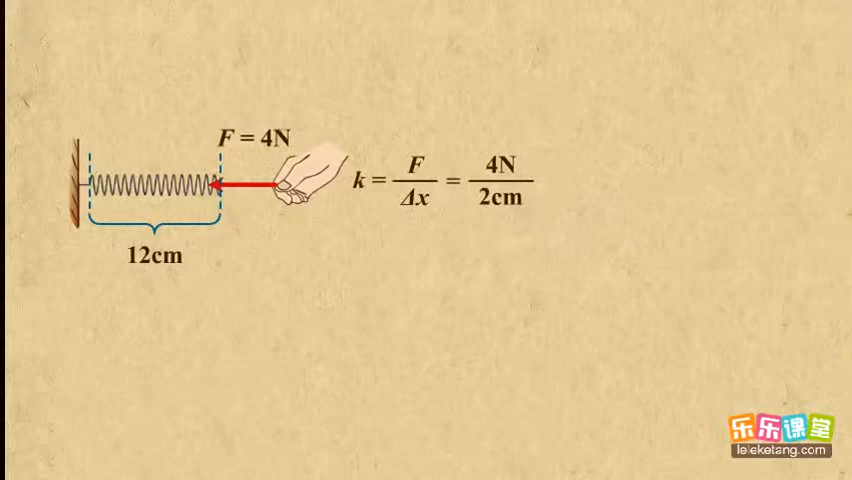 F = 4N
k = F/Δx = 4N/2cm
12cm
乐乐课堂
leleketang.com